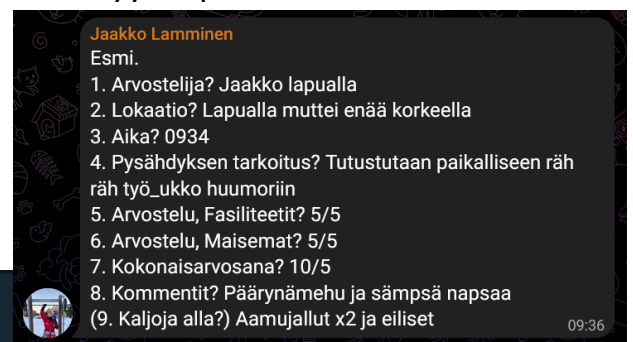 Jaakko Lamminen
Esmi.
1. Arvostelija? Jaakko lapualla
2. Lokaatio? Lapualla muttei enää korkeella
3. Aika? 0934
4. Pysähdyksen tarkoitus? Tutustutaan paikalliseen räh
räh työ_ukko huumoriin
5. Arvostelu, Fasiliteetit? 5/5
6. Arvostelu, Maisemat? 5/5
7. Kokonaisarvosana? 10/5
8. Kommentit? Päärynämehu ja sämpsä napsaa
(9. Kaljoja alla?) Aamujallut x2 ja eiliset
09:36